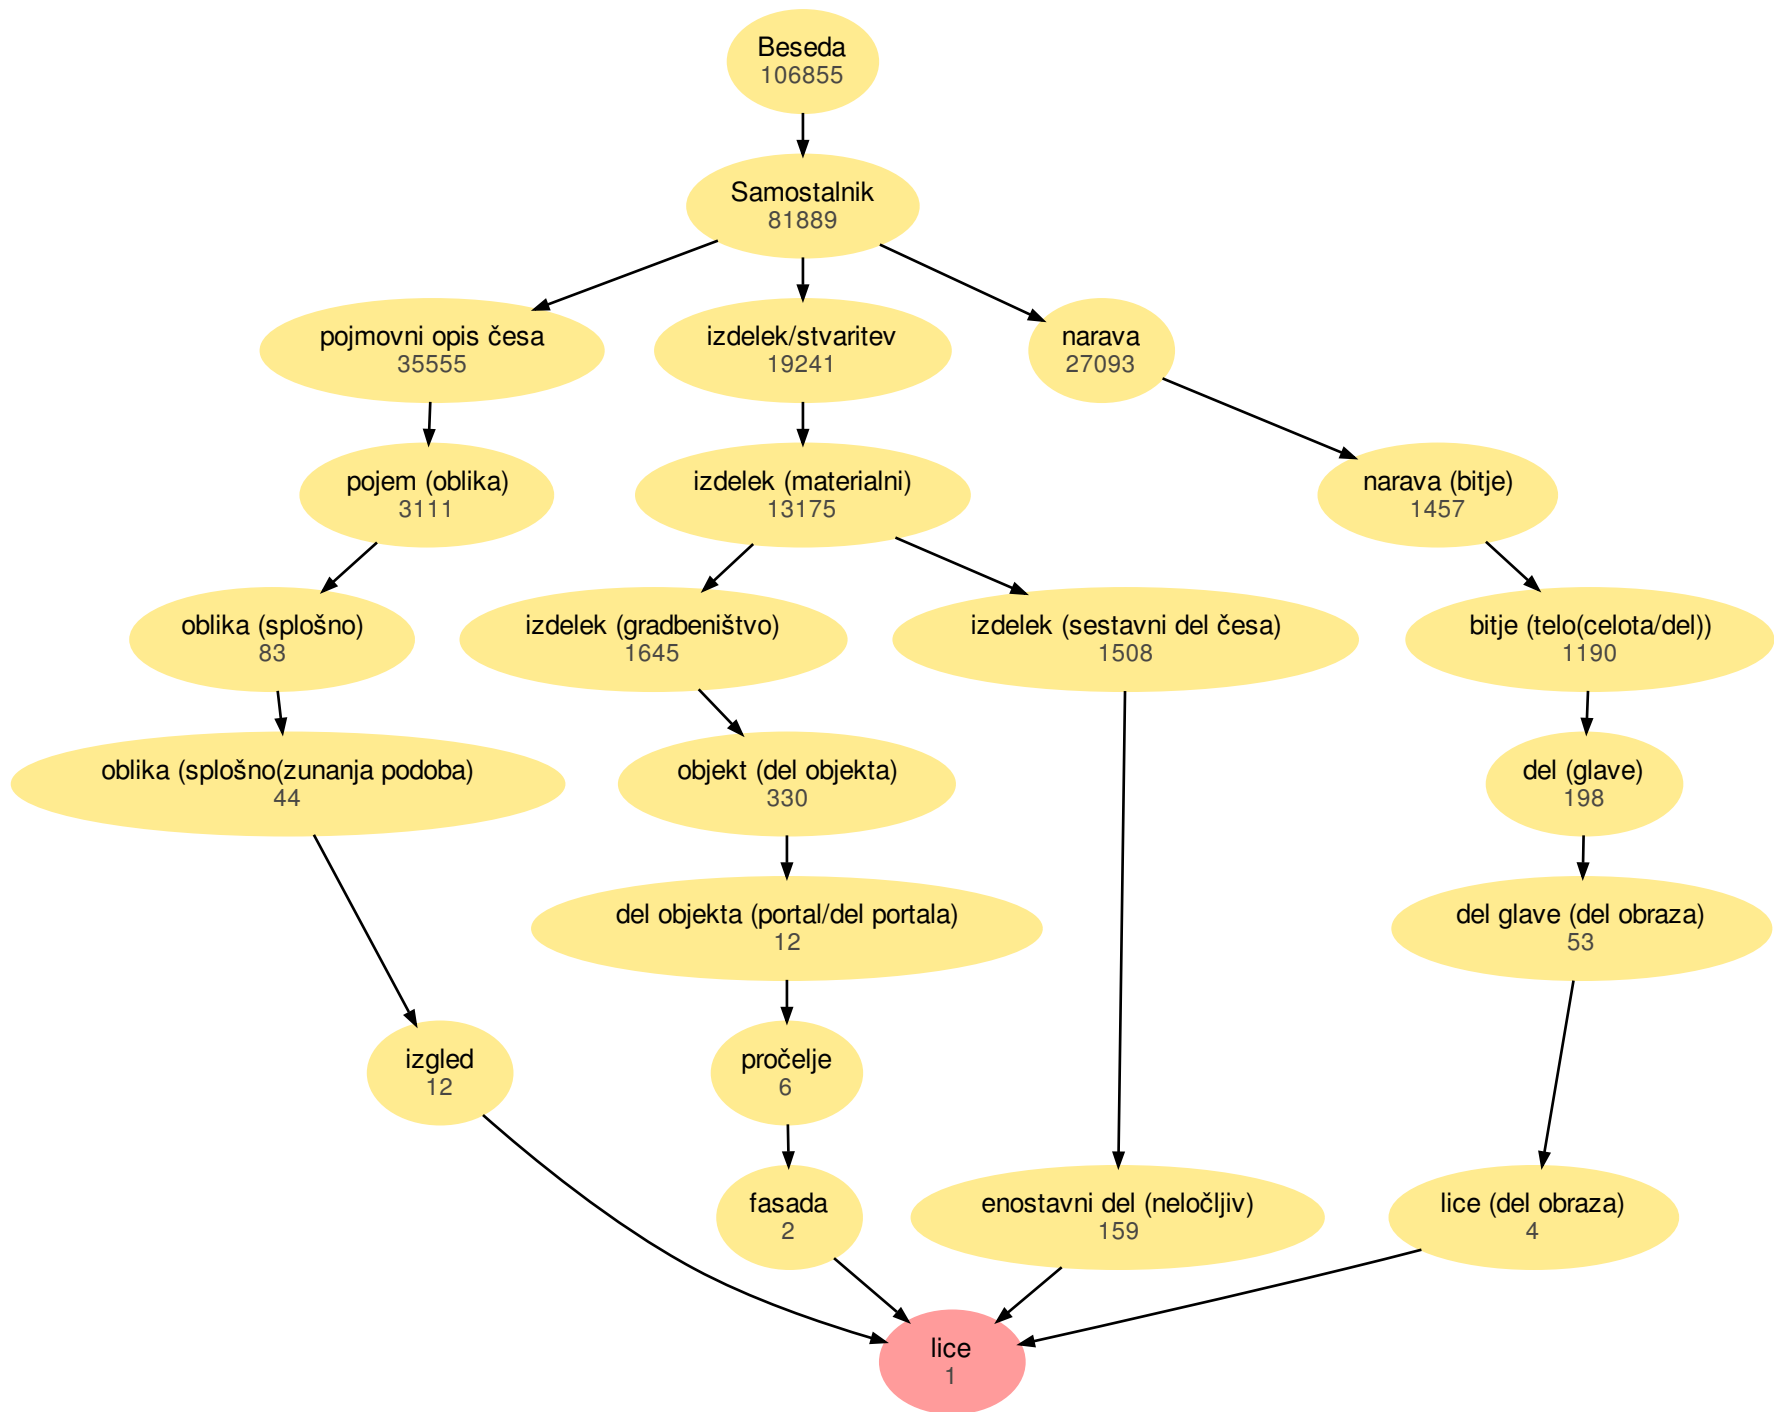 Beseda
106855
Samostalnik
81889
pojmovni opis česa
35555
izdelek/stvaritev
19241
narava
27093
pojem (oblika)
3111
izdelek (materialni)
13175
narava (bitje)
1457
oblika (splošno)
83
izdelek (gradbeništvo)
1645
izdelek (sestavni del česa)
1508
bitje (telo(celota/del))
1190
oblika (splošno(zunanja podoba)
44
objekt (del objekta)
330
del (glave)
198
del objekta (portal/del portala)
12
del glave (del obraza)
53
izgled
12
pročelje
6
fasada
2
enostavni del (neločljiv)
159
lice (del obraza)
4
lice
1